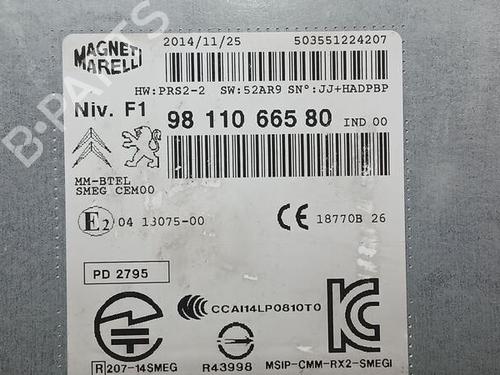 MAGNETI MARELLI
2014/11/25 503551224207
HW:PRS2-2 SW:52AR9 SN°:JJ+HADPBP
Niv. F1
98 110 665 80 IND 00
MM-BTEL
SMEG CEM00
E2 04 13075-00
CE 18770B 26
PD 2795
CCAI14LP0810T0
R 207-14SMEG
R43998
MSIP-CMM-RX2-SMEGI
B-PARTS